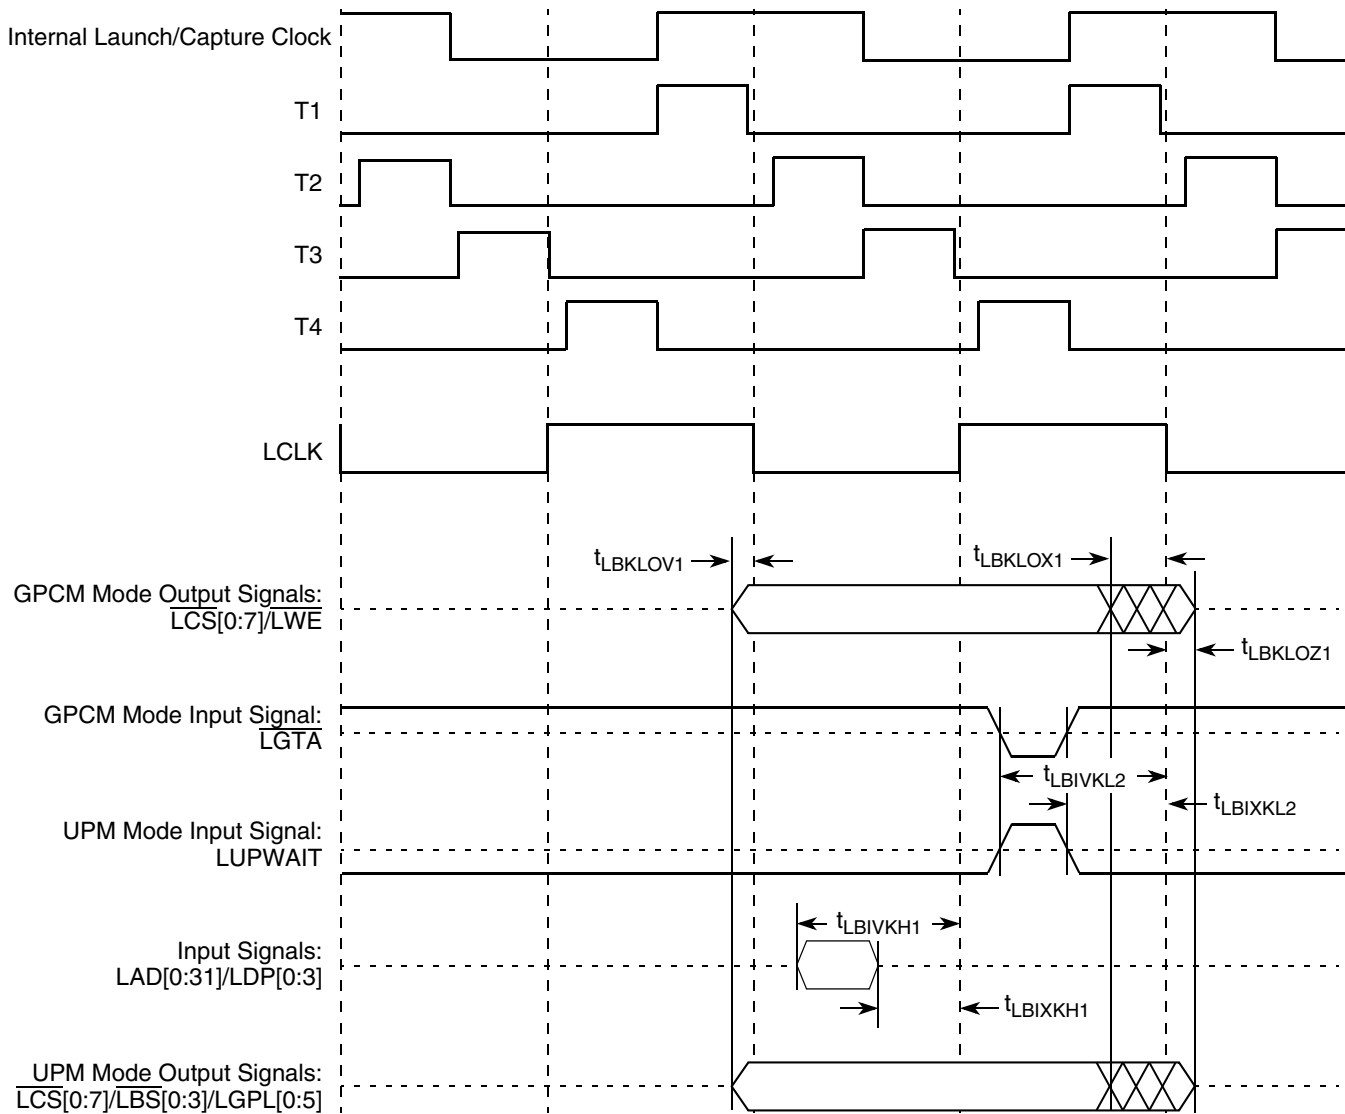 Internal Launch/Capture Clock
T1
T2
T3
T4
LCLK
tLBKLOV1
tLBKLOX1
GPCM Mode Output Signals:
LCS[0:7]/LWE
tLBKLOZ1
GPCM Mode Input Signal:
LGTA
tLBIVKL2
tLBIXKL2
UPM Mode Input Signal:
LUPWAIT
tLBIVKH1
Input Signals:
LAD[0:31]/LDP[0:3]
tLBIXKH1
UPM Mode Output Signals:
LCS[0:7]/LBS[0:3]/LGPL[0:5]